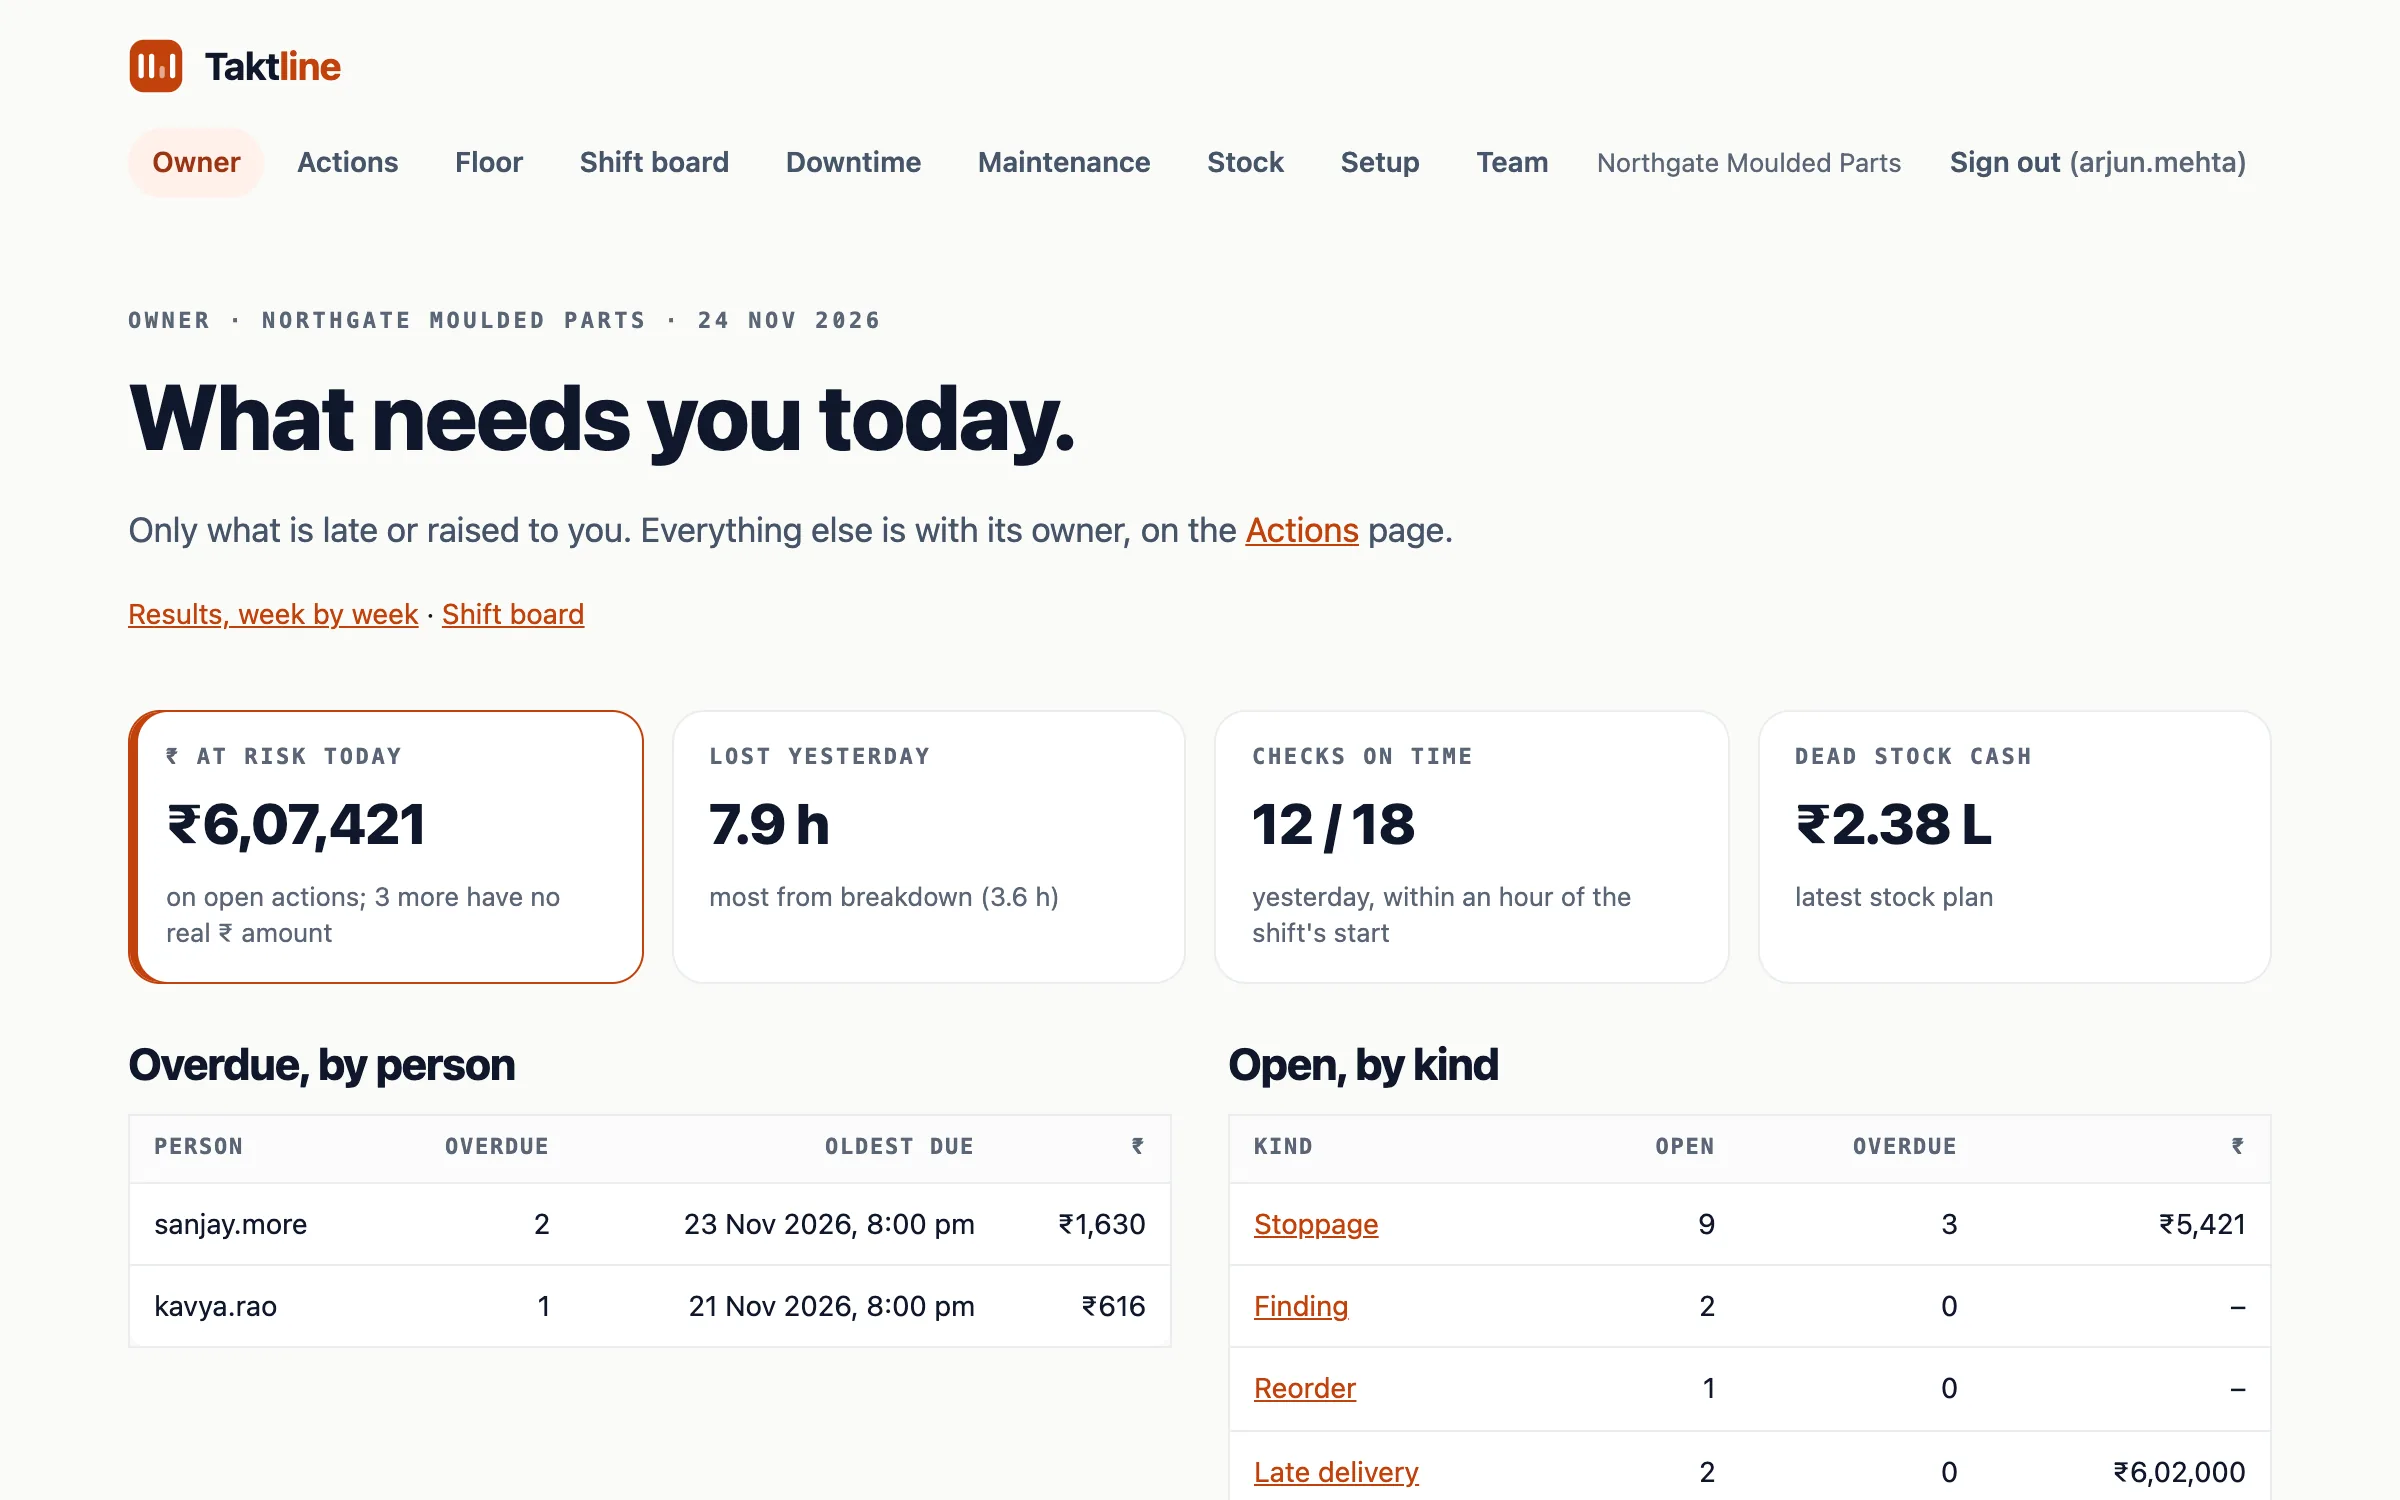 Taktline
Owner Actions Floor Shift board Downtime Maintenance Stock Setup Team Northgate Moulded Parts Sign out (arjun.mehta)
OWNER · NORTHGATE MOULDED PARTS · 24 NOV 2026
What needs you today.
Only what is late or raised to you. Everything else is with its owner, on the Actions page.
Results, week by week · Shift board
₹ AT RISK TODAY
₹6,07,421
on open actions; 3 more have no
real ₹ amount
LOST YESTERDAY
7.9 h
most from breakdown (3.6 h)
CHECKS ON TIME
12 / 18
yesterday, within an hour of the
shift's start
DEAD STOCK CASH
₹2.38 L
latest stock plan
Overdue, by person
PERSON OVERDUE OLDEST DUE ₹
sanjay.more 2 23 Nov 2026, 8:00 pm ₹1,630
kavya.rao 1 21 Nov 2026, 8:00 pm ₹616
Open, by kind
KIND OPEN OVERDUE ₹
Stoppage 9 3 ₹5,421
Finding 2 0 –
Reorder 1 0 –
Late delivery 2 0 ₹6,02,000